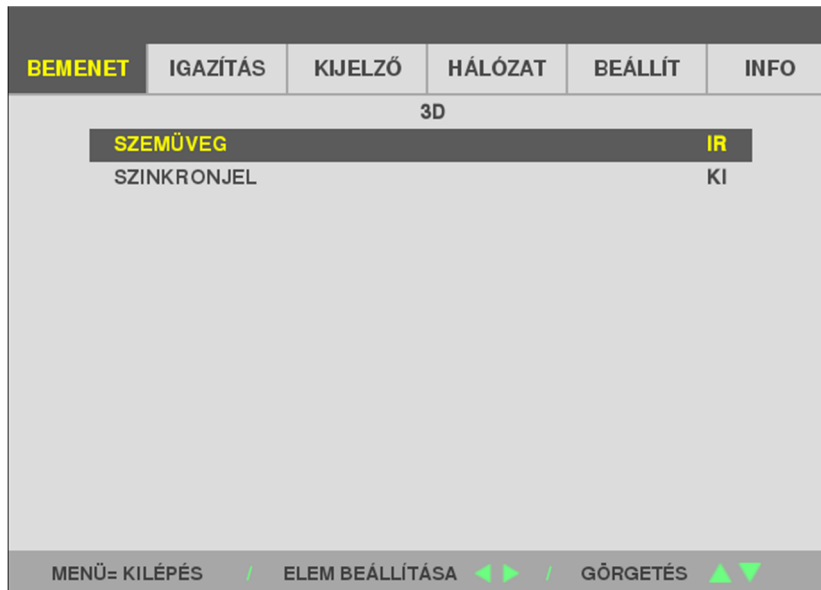 BEMENET IGAZÍTÁS KIJELZŐ HÁLÓZAT BEÁLLÍT INFO
3D
SZEMÜVEG IR
SZINKRONJEL KI
MENÜ= KILÉPÉS / ELEM BEÁLLÍTÁSA ◀ ▶ / GÖRGETÉS ▲ ▼